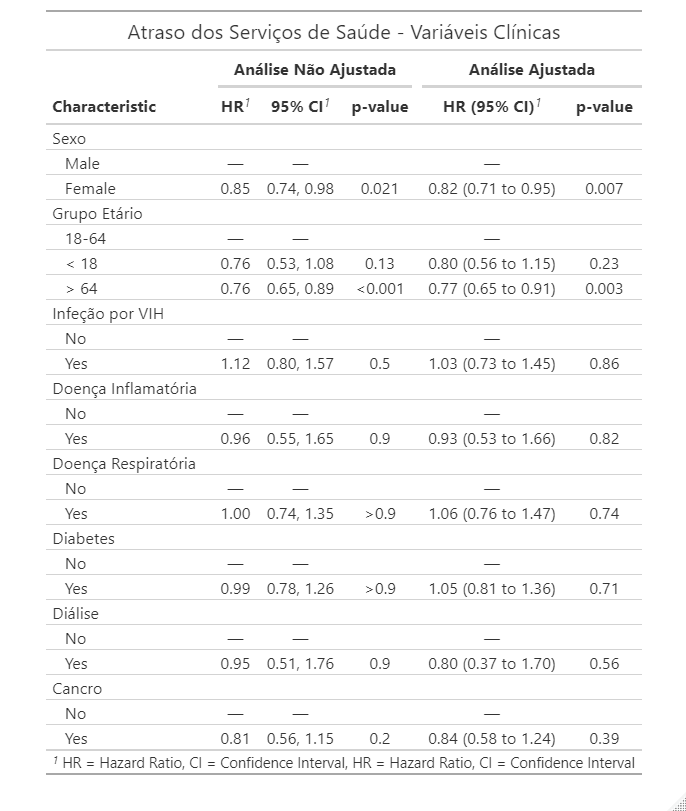 Atraso dos Serviços de Saúde - Variáveis Clínicas
Análise Não Ajustada Análise Ajustada
Characteristic HR1 95% CI1 p-value HR (95% CI)1 p-value
Sexo
Male — — —
Female 0.85 0.74, 0.98 0.021 0.82 (0.71 to 0.95) 0.007
Grupo Etário
18-64 — — —
< 18 0.76 0.53, 1.08 0.13 0.80 (0.56 to 1.15) 0.23
> 64 0.76 0.65, 0.89 <0.001 0.77 (0.65 to 0.91) 0.003
Infeção por VIH
No — — —
Yes 1.12 0.80, 1.57 0.5 1.03 (0.73 to 1.45) 0.86
Doença Inflamatória
No — — —
Yes 0.96 0.55, 1.65 0.9 0.93 (0.53 to 1.66) 0.82
Doença Respiratória
No — — —
Yes 1.00 0.74, 1.35 >0.9 1.06 (0.76 to 1.47) 0.74
Diabetes
No — — —
Yes 0.99 0.78, 1.26 >0.9 1.05 (0.81 to 1.36) 0.71
Diálise
No — — —
Yes 0.95 0.51, 1.76 0.9 0.80 (0.37 to 1.70) 0.56
Cancro
No — — —
Yes 0.81 0.56, 1.15 0.2 0.84 (0.58 to 1.24) 0.39
1 HR = Hazard Ratio, CI = Confidence Interval, HR = Hazard Ratio, CI = Confidence Interval